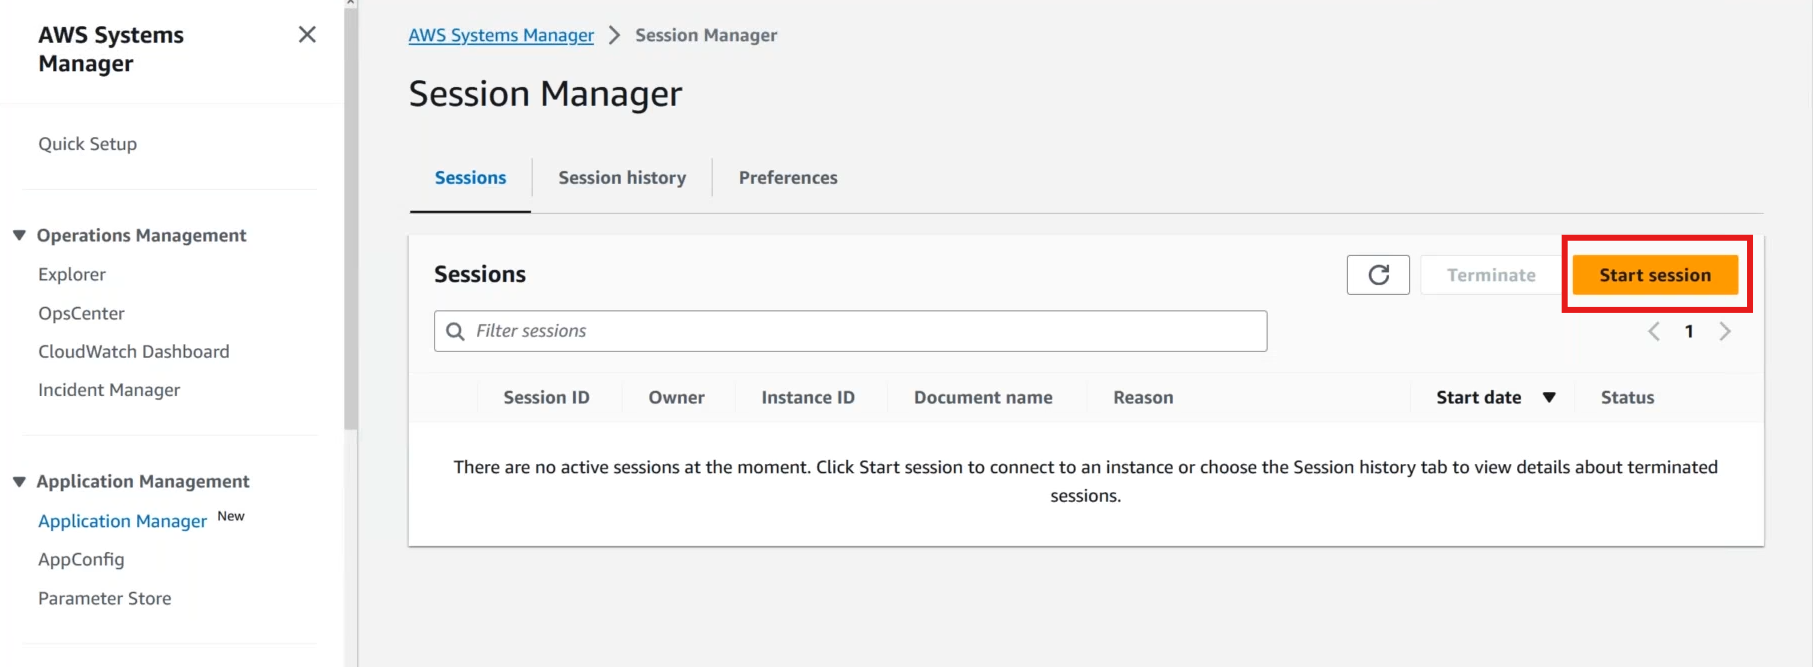 AWS Systems
Manager
Quick Setup
Operations Management
Explorer
OpsCenter
CloudWatch Dashboard
Incident Manager
Application Management
Application Manager New
AppConfig
Parameter Store
AWS Systems Manager > Session Manager
Session Manager
Sessions Session history Preferences
Sessions
Terminate Start session
Filter sessions
1
Session ID Owner Instance ID Document name Reason Start date Status
There are no active sessions at the moment. Click Start session to connect to an instance or choose the Session history tab to view details about terminated
sessions.